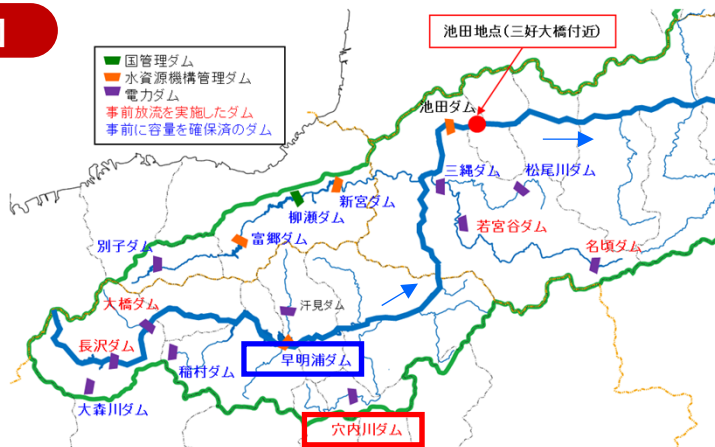 1
池田地点(三好大橋付近)
国管理ダム
水資源機構管理ダム
電力ダム
事前放流を実施したダム
事前に容量を確保済のダム
池田ダム
三縄ダム
松尾川ダム
新宮ダム
柳瀬ダム
若宮谷ダム
富郷ダム
別子ダム
名頃ダム
大橋ダム
汗見ダム
長沢ダム
早明浦ダム
稲村ダム
大森川ダム
穴内川ダム